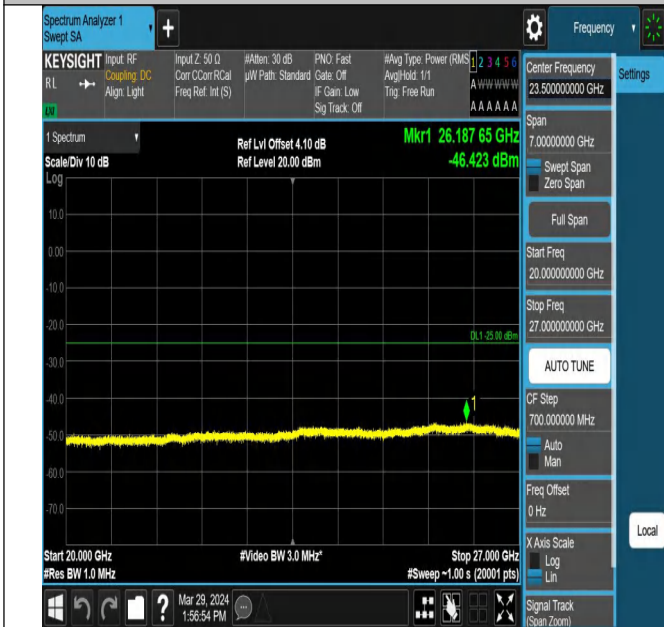 Spectrum Analyzer 1
Swept SA
Frequency
KEYSIGHT
RL
LXI
Input: RF
Coupling: DC
Align: Light
Input Z: 50 Ω
Corr CCorr RCal
Freq Ref: Int (S)
#Atten: 30 dB
µW Path: Standard
PNO: Fast
Gate: Off
IF Gain: Low
Sig Track: Off
#Avg Type: Power (RMS
Avg|Hold: 1/1
Trig: Free Run
1 2 3 4 5 6
A W W W W W
A A A A A A
1 Spectrum
Scale/Div 10 dB
Log
Ref Lvl Offset 4.10 dB
Ref Level 20.00 dBm
Mkr1 26.187 65 GHz
-46.423 dBm
10.0
0.00
-10.0
-20.0
-30.0
-40.0
-50.0
-60.0
-70.0
DL1 -25.00 dBm
1
Start 20.000 GHz
#Res BW 1.0 MHz
#Video BW 3.0 MHz*
Stop 27.000 GHz
#Sweep ~1.00 s (20001 pts)
Mar 29, 2024
1:56:54 PM
Center Frequency
23.500000000 GHz
Settings
Span
7.00000000 GHz
Swept Span
Zero Span
Full Span
Start Freq
20.000000000 GHz
Stop Freq
27.000000000 GHz
AUTO TUNE
CF Step
700.000000 MHz
Auto
Man
Freq Offset
0 Hz
Local
X Axis Scale
Log
Lin
Signal Track
(Span Zoom)